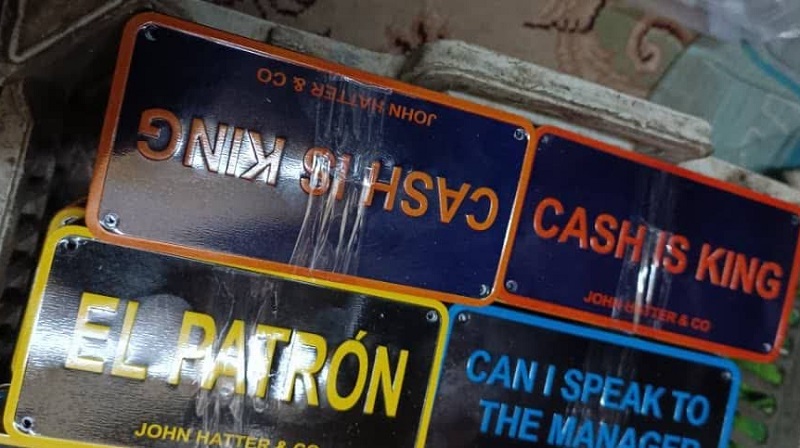 JOHN HATTER & CO
CASH IS KING
CASH IS KING
JOHN HATTER & CO
EL PATRÓN
JOHN HATTER & CO
CAN I SPEAK TO
THE MANAGER